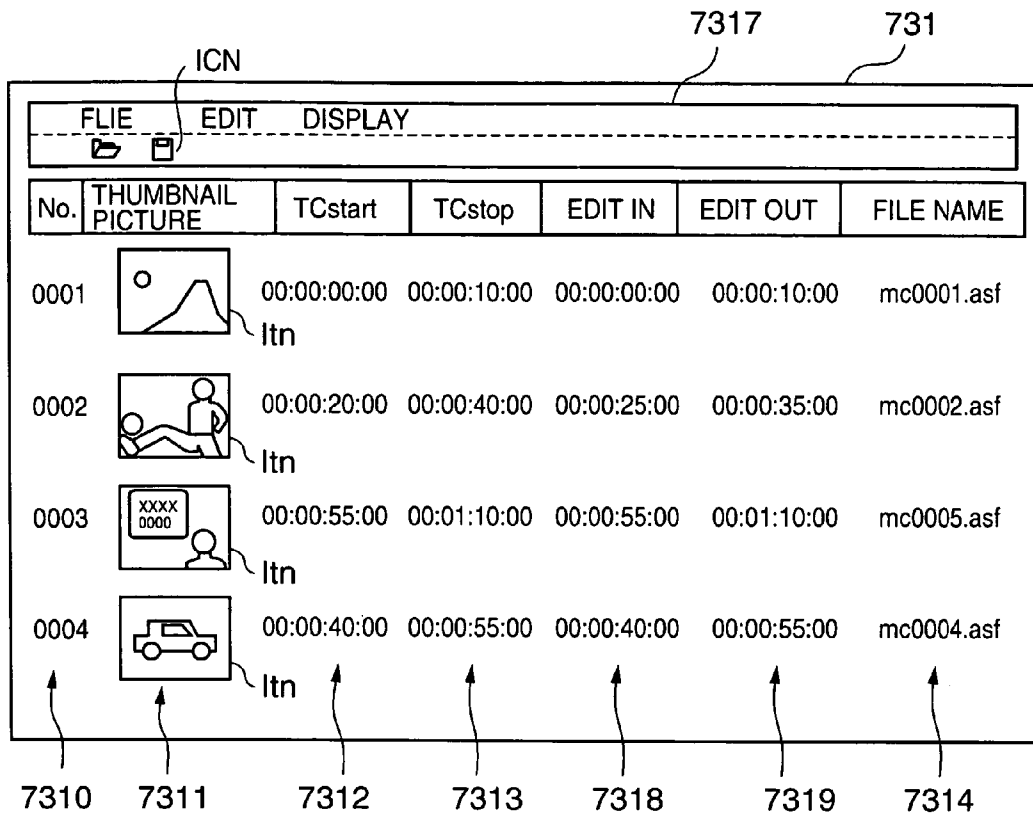 7317 731
ICN
FLIE EDIT DISPLAY
No. THUMBNAIL PICTURE TCstart TCstop EDIT IN EDIT OUT FILE NAME
0001 00:00:00:00 00:00:10:00 00:00:00:00 00:00:10:00 mc0001.asf
Itn
0002 00:00:20:00 00:00:40:00 00:00:25:00 00:00:35:00 mc0002.asf
Itn
XXXX
0000
0003 00:00:55:00 00:01:10:00 00:00:55:00 00:01:10:00 mc0005.asf
Itn
0004 00:00:40:00 00:00:55:00 00:00:40:00 00:00:55:00 mc0004.asf
Itn
7310 7311 7312 7313 7318 7319 7314